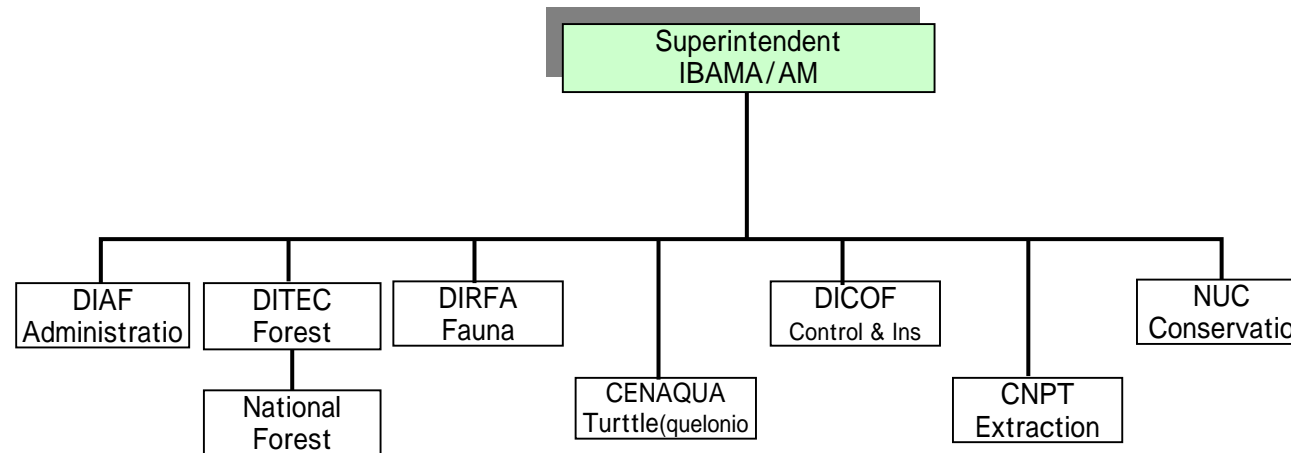 Superintendent
IBAMA/AM
DIAF
Administratio
DITEC
Forest
DIRFA
Fauna
DICOF
Control & Ins
NUC
Conservatio
National
Forest
CENAQUA
Turttle(quelonio
CNPT
Extraction